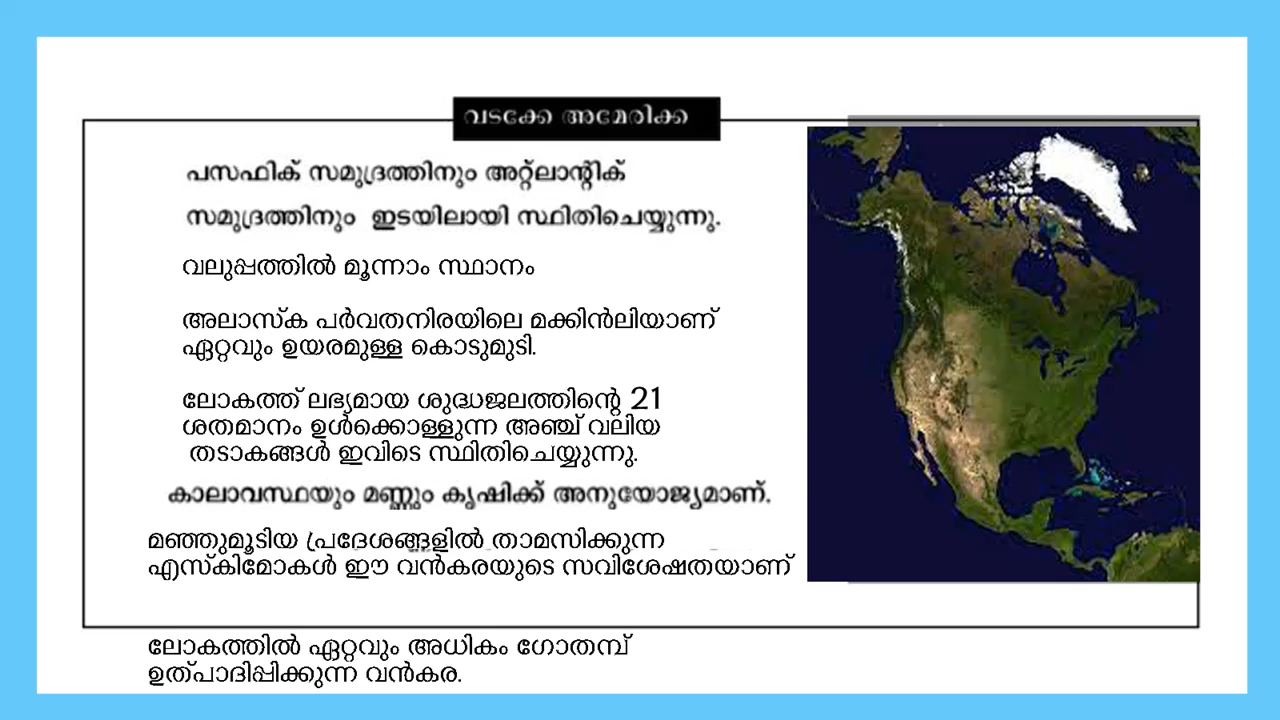 വടക്കേ അമേരിക്ക
പസഫിക് സമുദ്രത്തിനും അറ്റ്ലാന്റിക്
സമുദ്രത്തിനും ഇടയിലായി സ്ഥിതിചെയ്യുന്നു.
വലുപ്പത്തിൽ മൂന്നാം സ്ഥാനം
അലാസ്ക പർവതനിരയിലെ മക്കിൻലിയാണ്
ഏറ്റവും ഉയരമുള്ള കൊടുമുടി.
ലോകത്ത് ലഭ്യമായ ശുദ്ധജലത്തിന്റെ 21
ശതമാനം ഉൾക്കൊള്ളുന്ന അഞ്ച് വലിയ
തടാകങ്ങൾ ഇവിടെ സ്ഥിതിചെയ്യുന്നു.
കാലാവസ്ഥയും മണ്ണും കൃഷിക്ക് അനുയോജ്യമാണ്.
മഞ്ഞുമൂടിയ പ്രദേശങ്ങളിൽ താമസിക്കുന്ന
എസ്കിമോകൾ ഈ വൻകരയുടെ സവിശേഷതയാണ്
ലോകത്തിൽ ഏറ്റവും അധികം ഗോതമ്പ്
ഉത്പാദിപ്പിക്കുന്ന വൻകര.